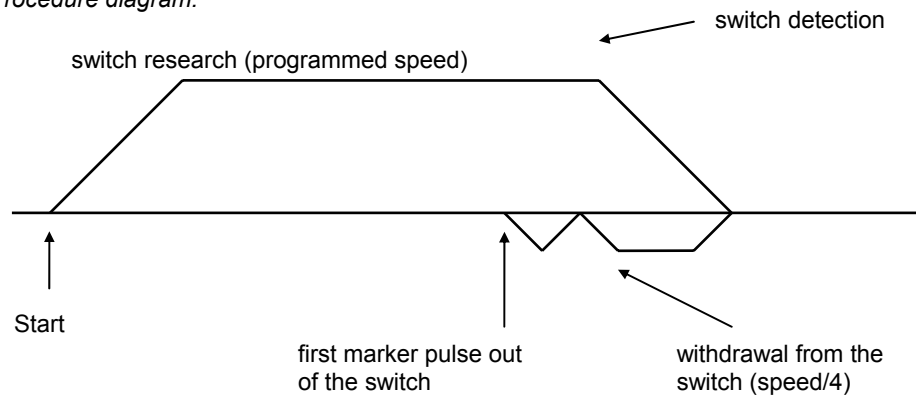 rocedure diagram:
switch detection
switch research (programmed speed)
Start
first marker pulse out
of the switch
withdrawal from the
switch (speed/4)